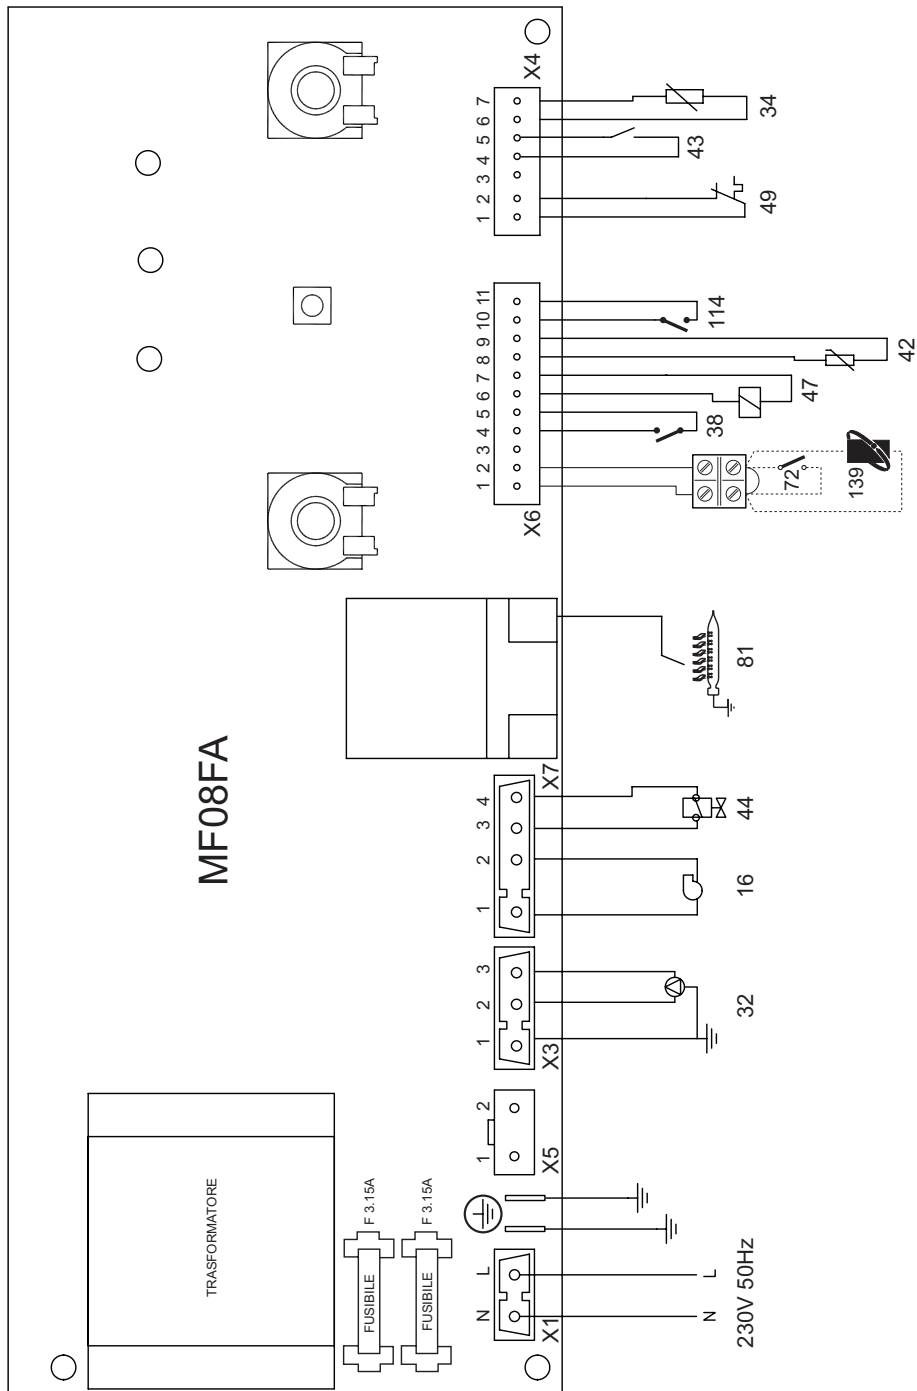 MF08FA
TRASFORMATORE
FUSIBILE
F 3.15A
FUSIBILE
F 3.15A
N L
X1
N
L
230V 50Hz
1 2
X5
1 2 3
X3
32
1 2 3 4
X7
16
44
81
1 2 3 4 5 6 7 8 9 10 11
X6
72
139
38
47
42
114
1 2 3 4 5 6 7
X4
49
43
34